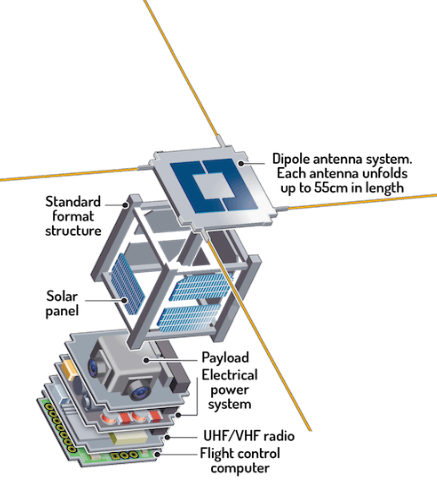 Dipole antenna system.
Each antenna unfolds
up to 55cm in length
Standard
format
structure
Solar
panel
Payload
Electrical
power
system
UHF/VHF radio
Flight control
computer